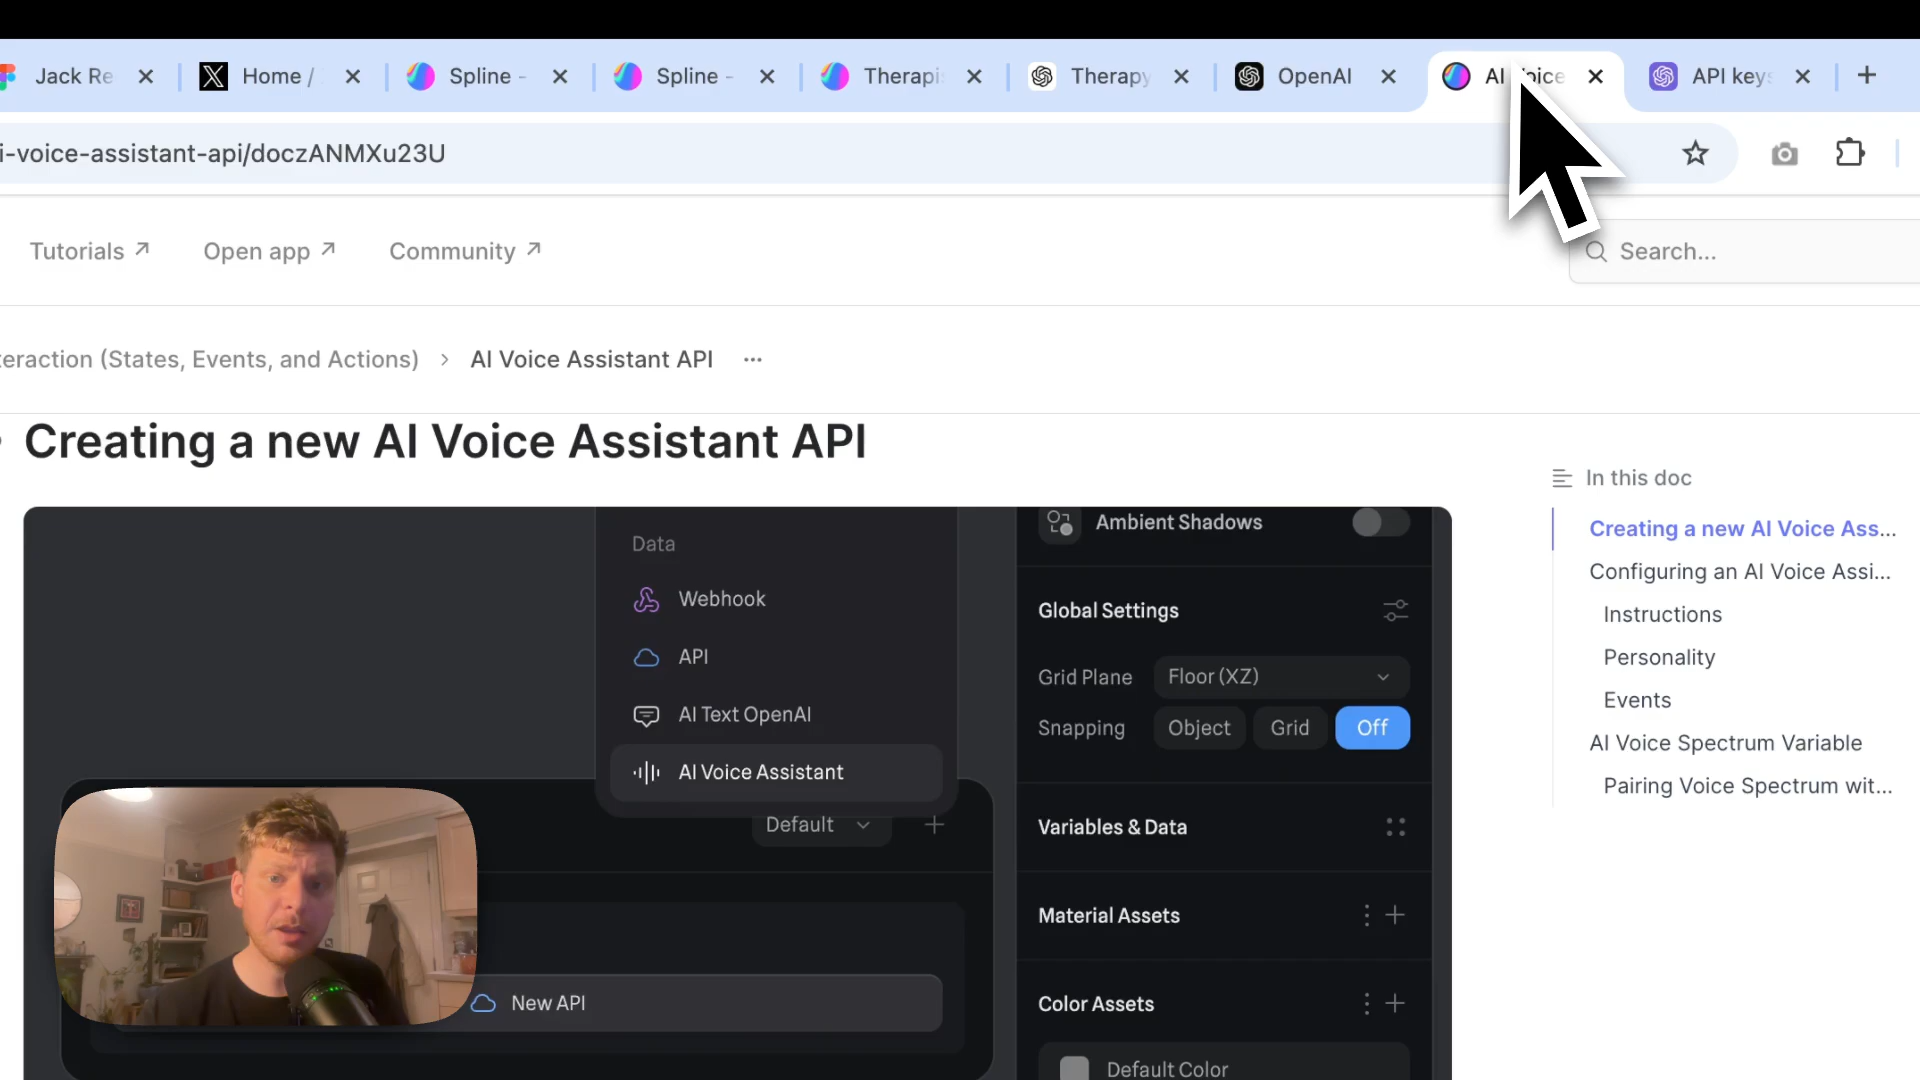 Jack Re
Home /
Spline -
Spline -
Therapi
Therapy
OpenAI
AI Voice
API keys
i-voice-assistant-api/doczANMXu23U
Tutorials ↗
Open app ↗
Community ↗
Search...
teraction (States, Events, and Actions) > AI Voice Assistant API ...
Creating a new AI Voice Assistant API
In this doc
Creating a new AI Voice Ass...
Configuring an AI Voice Assi...
Instructions
Personality
Events
AI Voice Spectrum Variable
Pairing Voice Spectrum wit...
Data
Webhook
API
AI Text OpenAI
AI Voice Assistant
Default
New API
Ambient Shadows
Global Settings
Grid Plane Floor (XZ)
Snapping Object Grid Off
Variables & Data
Material Assets
Color Assets
Default Color